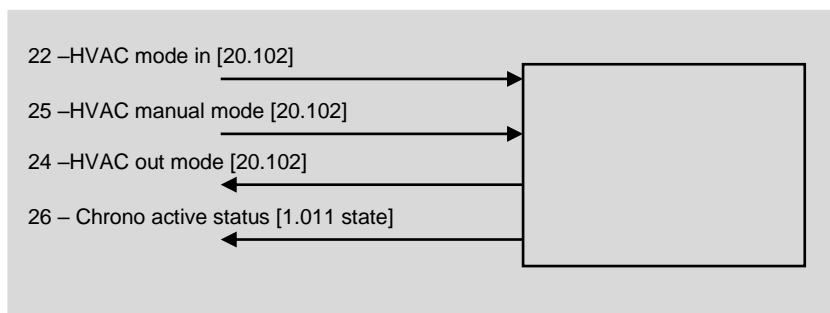 22 –HVAC mode in [20.102]
25 –HVAC manual mode [20.102]
24 –HVAC out mode [20.102]
26 – Chrono active status [1.011 state]